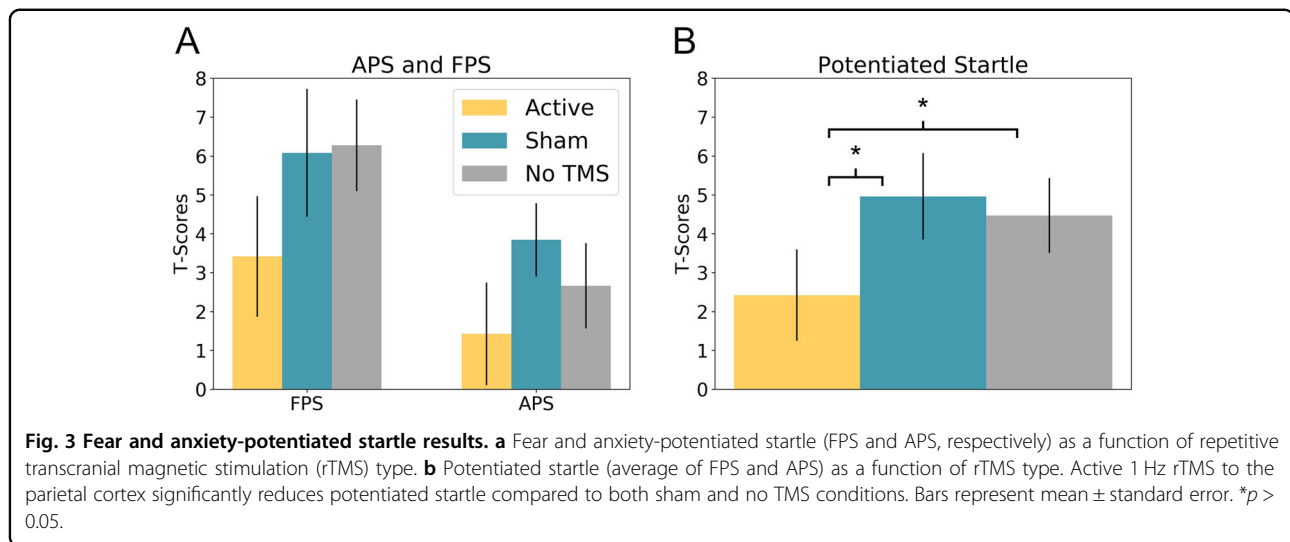 A
APS and FPS
8
7
6
5
4
3
2
1
0
T-Scores
Active
Sham
No TMS
FPS
APS
B
Potentiated Startle
8
7
6
5
4
3
2
1
0
T-Scores
*
*
Fig. 3 Fear and anxiety-potentiated startle results. a Fear and anxiety-potentiated startle (FPS and APS, respectively) as a function of repetitive
transcranial magnetic stimulation (rTMS) type. b Potentiated startle (average of FPS and APS) as a function of rTMS type. Active 1 Hz rTMS to the
parietal cortex significantly reduces potentiated startle compared to both sham and no TMS conditions. Bars represent mean ± standard error. *p >
0.05.